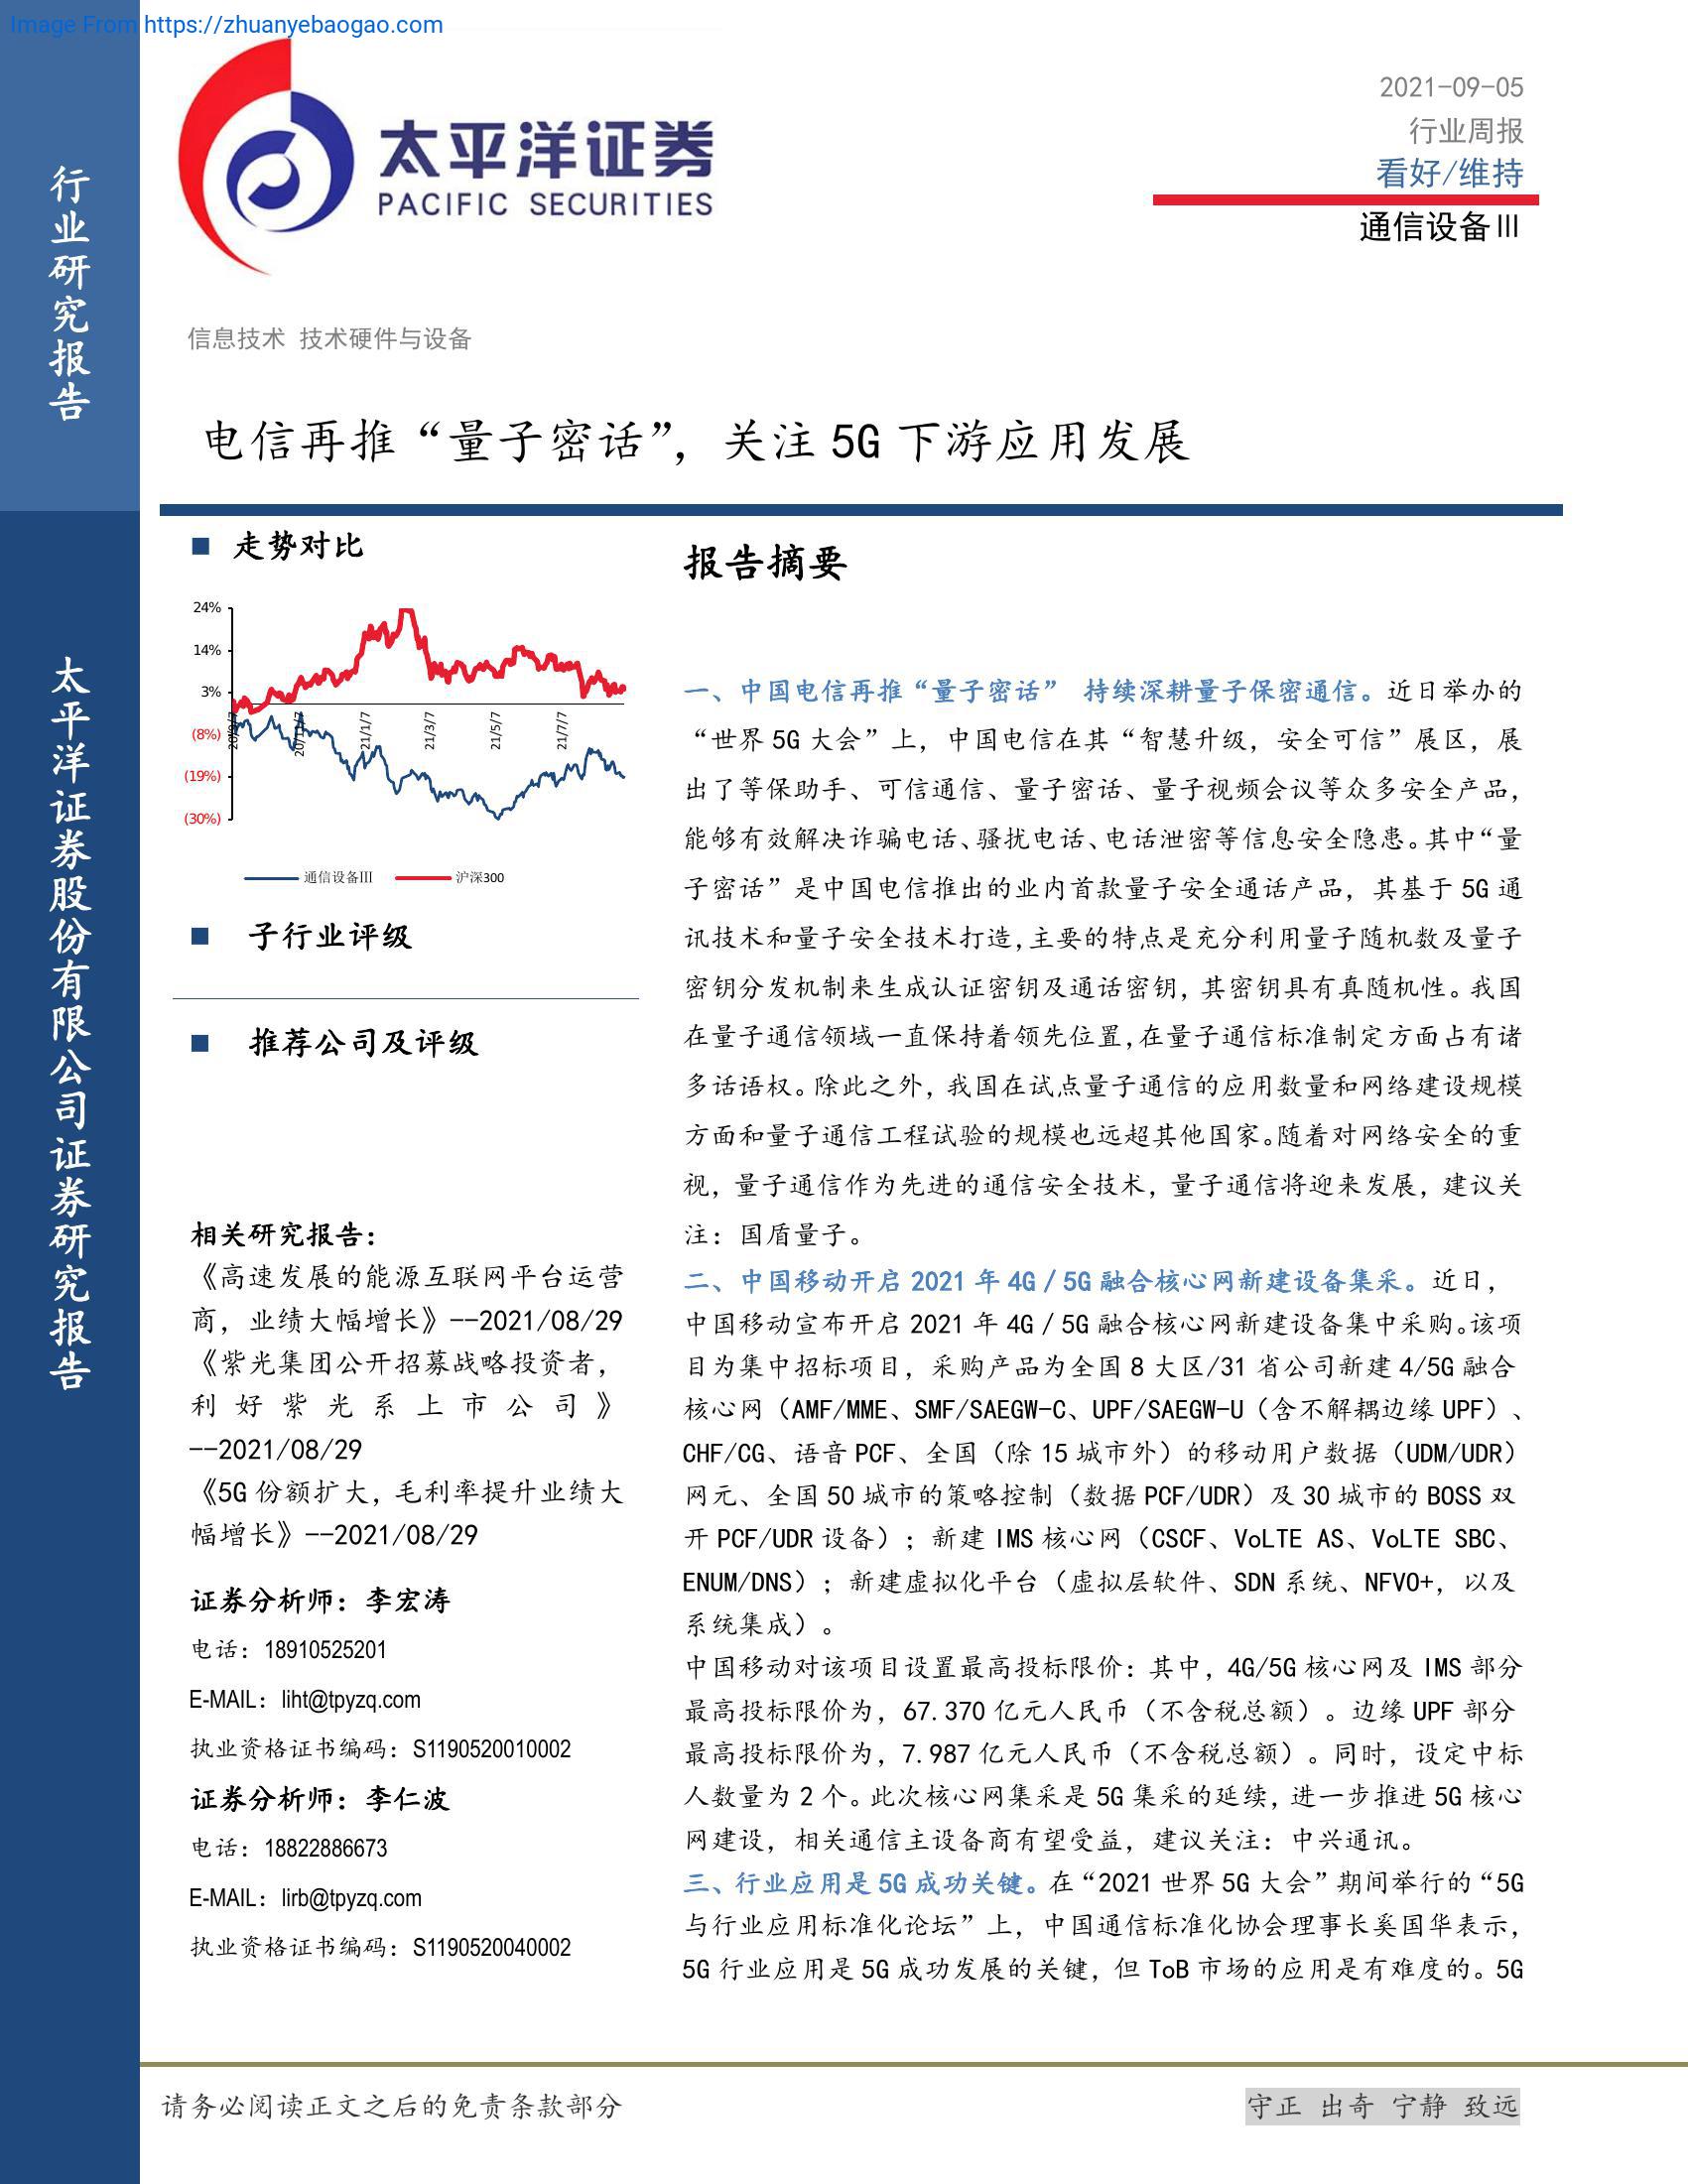 Image From https://zhuanyebaogao.com
行业研究报告
太平洋证券股份有限公司证券研究报告
太平洋证券
PACIFIC SECURITIES
2021-09-05
行业周报
看好/维持
通信设备Ⅲ
信息技术 技术硬件与设备
电信再推“量子密话”，关注 5G 下游应用发展
■ 走势对比
24%
14%
3%
(8%)
(19%)
(30%)
20/9/7
20/11/7
21/1/7
21/3/7
21/5/7
21/7/7
通信设备Ⅲ 沪深300
■ 子行业评级
■ 推荐公司及评级
相关研究报告：
《高速发展的能源互联网平台运营
商，业绩大幅增长》--2021/08/29
《紫光集团公开招募战略投资者，
利好紫光系上市公司》
--2021/08/29
《5G 份额扩大，毛利率提升业绩大
幅增长》--2021/08/29
证券分析师：李宏涛
电话：18910525201
E-MAIL：liht@tpyzq.com
执业资格证书编码：S1190520010002
证券分析师：李仁波
电话：18822886673
E-MAIL：lirb@tpyzq.com
执业资格证书编码：S1190520040002
报告摘要
一、中国电信再推“量子密话” 持续深耕量子保密通信。近日举办的
“世界 5G 大会”上，中国电信在其“智慧升级，安全可信”展区，展
出了等保助手、可信通信、量子密话、量子视频会议等众多安全产品，
能够有效解决诈骗电话、骚扰电话、电话泄密等信息安全隐患。其中“量
子密话”是中国电信推出的业内首款量子安全通话产品，其基于 5G 通
讯技术和量子安全技术打造，主要的特点是充分利用量子随机数及量子
密钥分发机制来生成认证密钥及通话密钥，其密钥具有真随机性。我国
在量子通信领域一直保持着领先位置，在量子通信标准制定方面占有诸
多话语权。除此之外，我国在试点量子通信的应用数量和网络建设规模
方面和量子通信工程试验的规模也远超其他国家。随着对网络安全的重
视，量子通信作为先进的通信安全技术，量子通信将迎来发展，建议关
注：国盾量子。
二、中国移动开启 2021 年 4G／5G 融合核心网新建设备集采。近日，
中国移动宣布开启 2021 年 4G／5G 融合核心网新建设备集中采购。该项
目为集中招标项目，采购产品为全国 8 大区/31 省公司新建 4/5G 融合
核心网（AMF/MME、SMF/SAEGW-C、UPF/SAEGW-U（含不解耦边缘 UPF）、
CHF/CG、语音 PCF、全国（除 15 城市外）的移动用户数据（UDM/UDR）
网元、全国 50 城市的策略控制（数据 PCF/UDR）及 30 城市的 BOSS 双
开 PCF/UDR 设备）；新建 IMS 核心网（CSCF、VoLTE AS、VoLTE SBC、
ENUM/DNS）；新建虚拟化平台（虚拟层软件、SDN 系统、NFVO+，以及
系统集成）。
中国移动对该项目设置最高投标限价：其中，4G/5G 核心网及 IMS 部分
最高投标限价为，67.370 亿元人民币（不含税总额）。边缘 UPF 部分
最高投标限价为，7.987 亿元人民币（不含税总额）。同时，设定中标
人数量为 2 个。此次核心网集采是 5G 集采的延续，进一步推进 5G 核心
网建设，相关通信主设备商有望受益，建议关注：中兴通讯。
三、行业应用是 5G 成功关键。在“2021 世界 5G 大会”期间举行的“5G
与行业应用标准化论坛”上，中国通信标准化协会理事长奚国华表示，
5G 行业应用是 5G 成功发展的关键，但 ToB 市场的应用是有难度的。5G
请务必阅读正文之后的免责条款部分
守正 出奇 宁静 致远